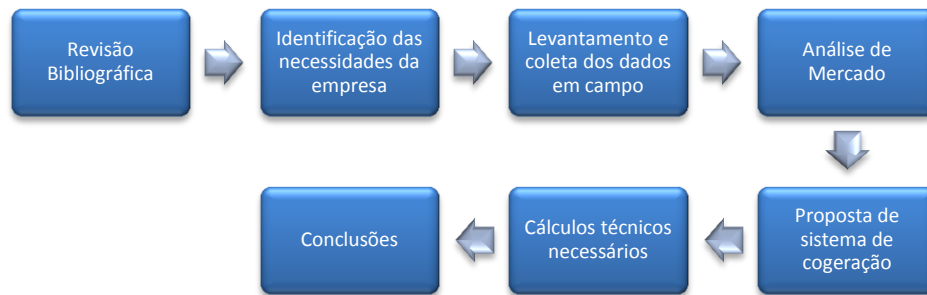 Revisão
Bibliográfica
Identificação das
necessidades da
empresa
Levantamento e
coleta dos dados
em campo
Análise de
Mercado
Proposta de
sistema de
cogeração
Cálculos técnicos
necessários
Conclusões